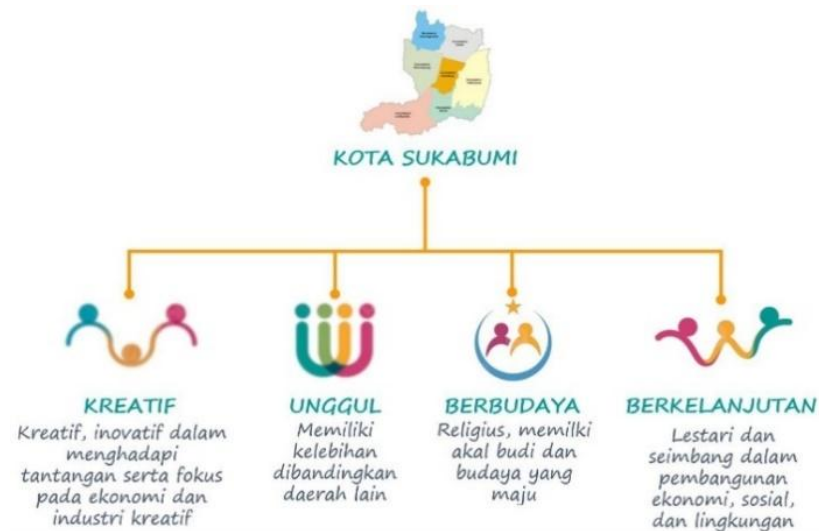 KOTA SUKABUMI
KREATIF
Kreatif, inovatif dalam
menghadapi
tantangan serta fokus
pada ekonomi dan
industri kreatif
UNGGUL
Memiliki
kelebihan
dibandingkan
daerah lain
BERBUDAYA
Religius, memilki
akal budi dan
budaya yang
maju
BERKELANJUTAN
Lestari dan
seimbang dalam
pembangunan
ekonomi, sosial,
dan lingkungan